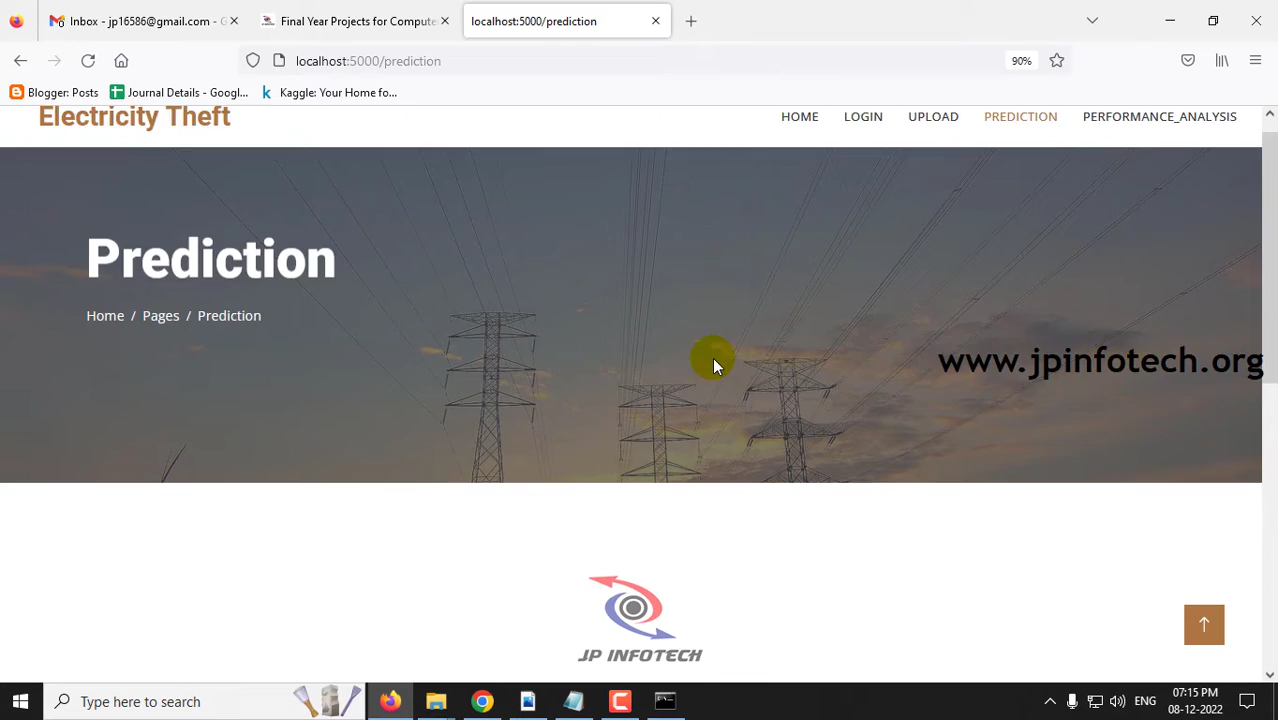 Inbox - jp16586@gmail.com - G
Final Year Projects for Compute
localhost:5000/prediction
localhost:5000/prediction
90%
Blogger: Posts
Journal Details - Googl...
Kaggle: Your Home fo...
Electricity Theft
HOME
LOGIN
UPLOAD
PREDICTION
PERFORMANCE_ANALYSIS
Prediction
Home / Pages / Prediction
www.jpinfotech.org
JP INFOTECH
Type here to search
ENG
07:15 PM
08-12-2022